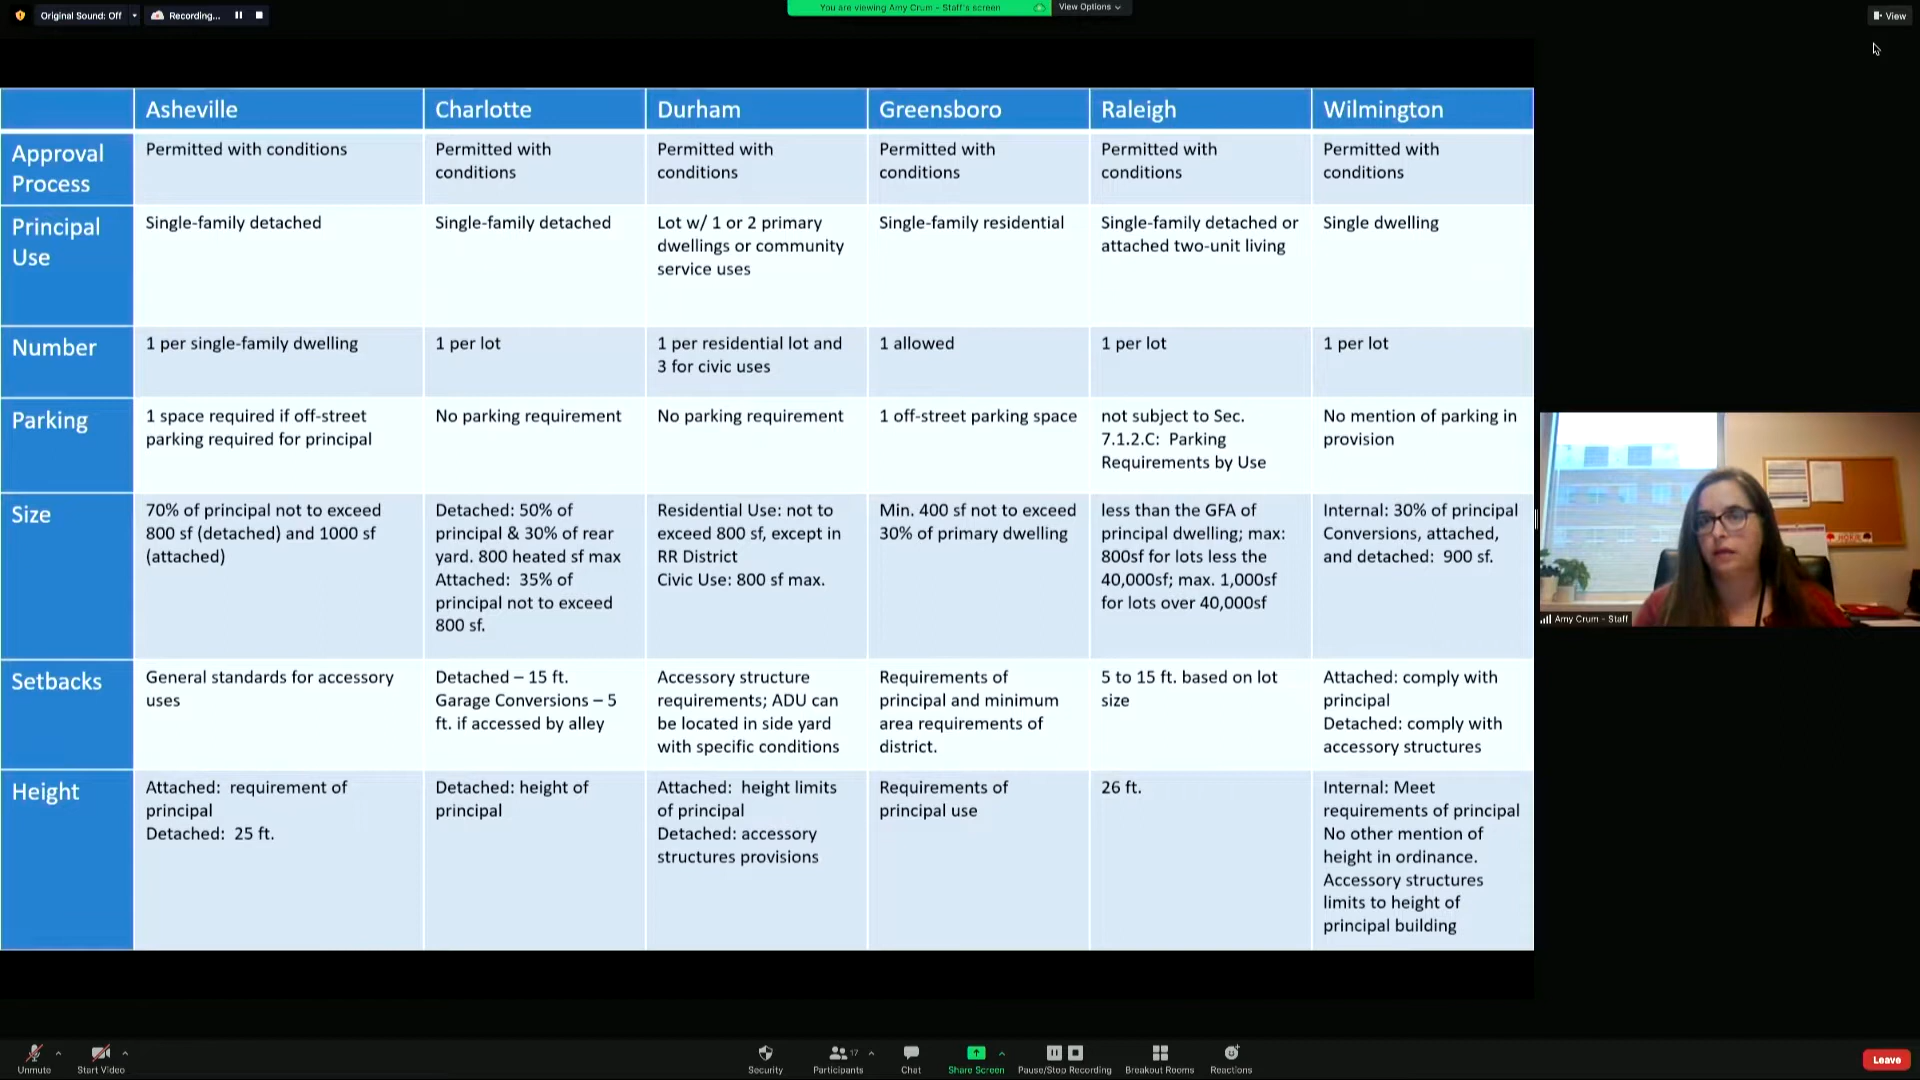 Original Sound: Off
Recording...
You are viewing Amy Crum - Staff's screen
View Options
View
Asheville
Charlotte
Durham
Greensboro
Raleigh
Wilmington
Approval
Process
Permitted with conditions
Permitted with
conditions
Permitted with
conditions
Permitted with
conditions
Permitted with
conditions
Permitted with
conditions
Principal
Use
Single-family detached
Single-family detached
Lot w/ 1 or 2 primary
dwellings or community
service uses
Single-family residential
Single-family detached or
attached two-unit living
Single dwelling
Number
1 per single-family dwelling
1 per lot
1 per residential lot and
3 for civic uses
1 allowed
1 per lot
1 per lot
Parking
1 space required if off-street
parking required for principal
No parking requirement
No parking requirement
1 off-street parking space
not subject to Sec.
7.1.2.C: Parking
Requirements by Use
No mention of parking in
provision
Size
70% of principal not to exceed
800 sf (detached) and 1000 sf
(attached)
Detached: 50% of
principal & 30% of rear
yard. 800 heated sf max
Attached: 35% of
principal not to exceed
800 sf.
Residential Use: not to
exceed 800 sf, except in
RR District
Civic Use: 800 sf max.
Min. 400 sf not to exceed
30% of primary dwelling
less than the GFA of
principal dwelling; max:
800sf for lots less the
40,000sf; max. 1,000sf
for lots over 40,000sf
Internal: 30% of principal
Conversions, attached,
and detached: 900 sf.
Setbacks
General standards for accessory
uses
Detached – 15 ft.
Garage Conversions – 5
ft. if accessed by alley
Accessory structure
requirements; ADU can
be located in side yard
with specific conditions
Requirements of
principal and minimum
area requirements of
district.
5 to 15 ft. based on lot
size
Attached: comply with
principal
Detached: comply with
accessory structures
Height
Attached: requirement of
principal
Detached: 25 ft.
Detached: height of
principal
Attached: height limits
of principal
Detached: accessory
structures provisions
Requirements of
principal use
26 ft.
Internal: Meet
requirements of principal
No other mention of
height in ordinance.
Accessory structures
limits to height of
principal building
Amy Crum - Staff
Unmute
Start Video
Security
17
Participants
Chat
Share Screen
Pause/Stop Recording
Breakout Rooms
Reactions
Leave